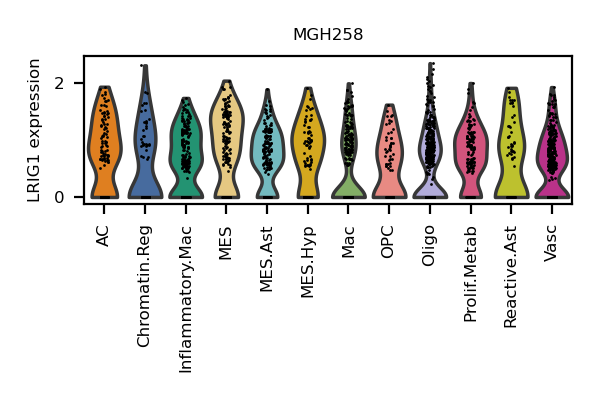 MGH258
LRIG1 expression
2
0
AC
Chromatin.Reg
Inflammatory.Mac
MES
MES.Ast
MES.Hyp
Mac
OPC
Oligo
Prolif.Metab
Reactive.Ast
Vasc